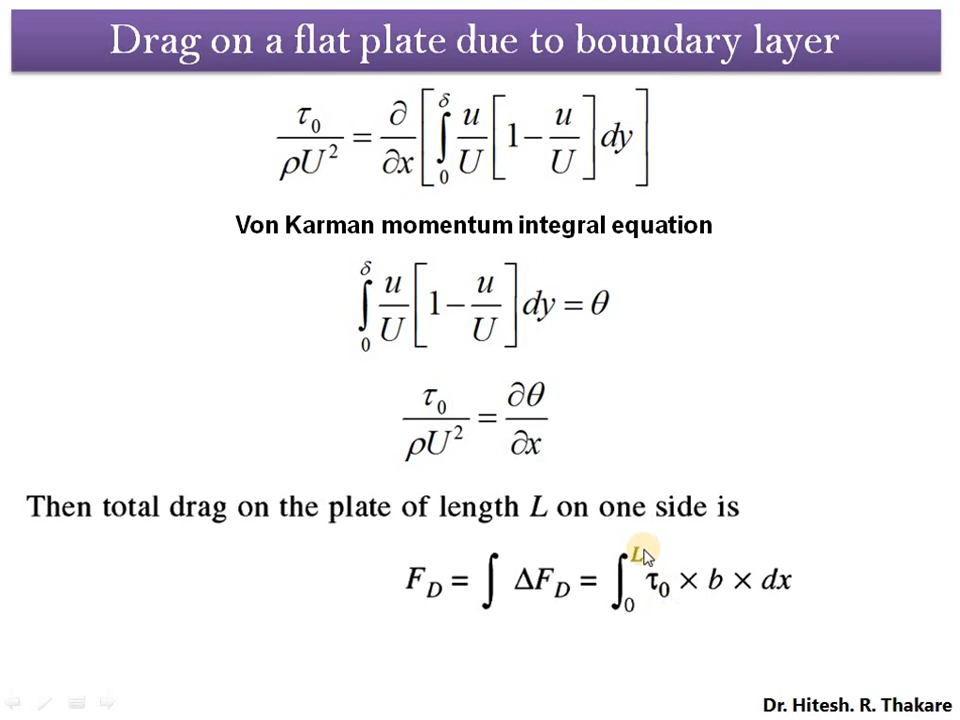 Drag on a flat plate due to boundary layer
τ₀/ρU² = ∂/∂x [∫₀^δ u/U [1 − u/U] dy]
Von Karman momentum integral equation
∫₀^δ u/U [1 − u/U] dy = θ
τ₀/ρU² = ∂θ/∂x
Then total drag on the plate of length L on one side is
F_D = ∫ ΔF_D = ∫₀^L τ₀ × b × dx
Dr. Hitesh. R. Thakare